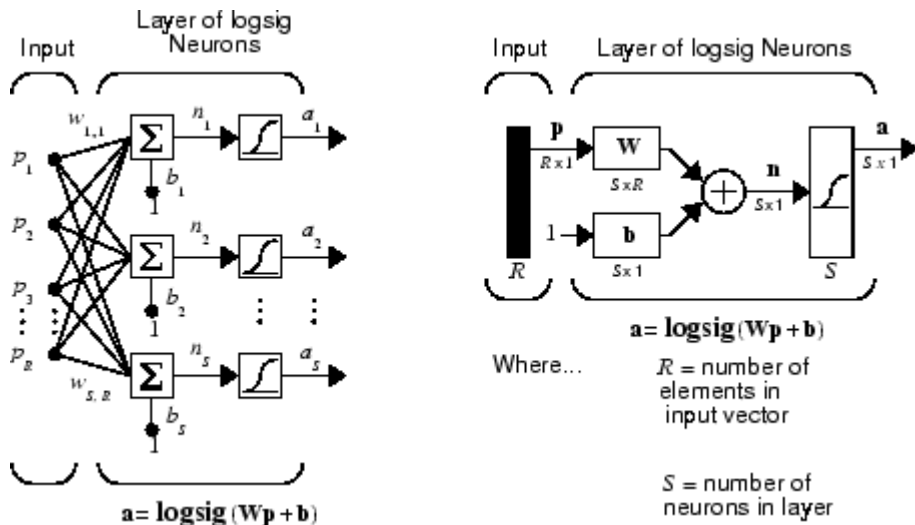 Layer of logsig
Input Neurons
w1,1 n1 a1
Σ
p1
b1
1
p2 n2 a2
Σ
p3
b2
1
pR nS aS
Σ
wS,R
bS
1
a= logsig (Wp + b)
Input Layer of logsig Neurons
p a
W
R x 1 n S x 1
S x R +
S x 1
1 b
R S x 1 S
a= logsig (Wp + b)
Where...
R = number of
elements in
input vector
S = number of
neurons in layer